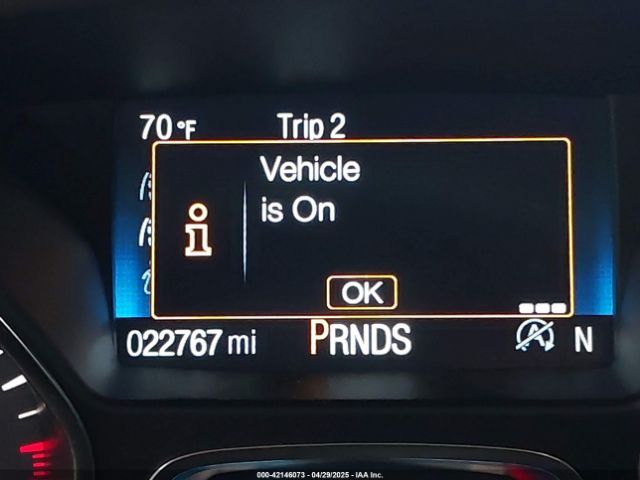 70°F Trip 2
Vehicle
is On
i
OK
022767 mi PRNDS A N
000-42146073 - 04/29/2025 - IAA Inc.